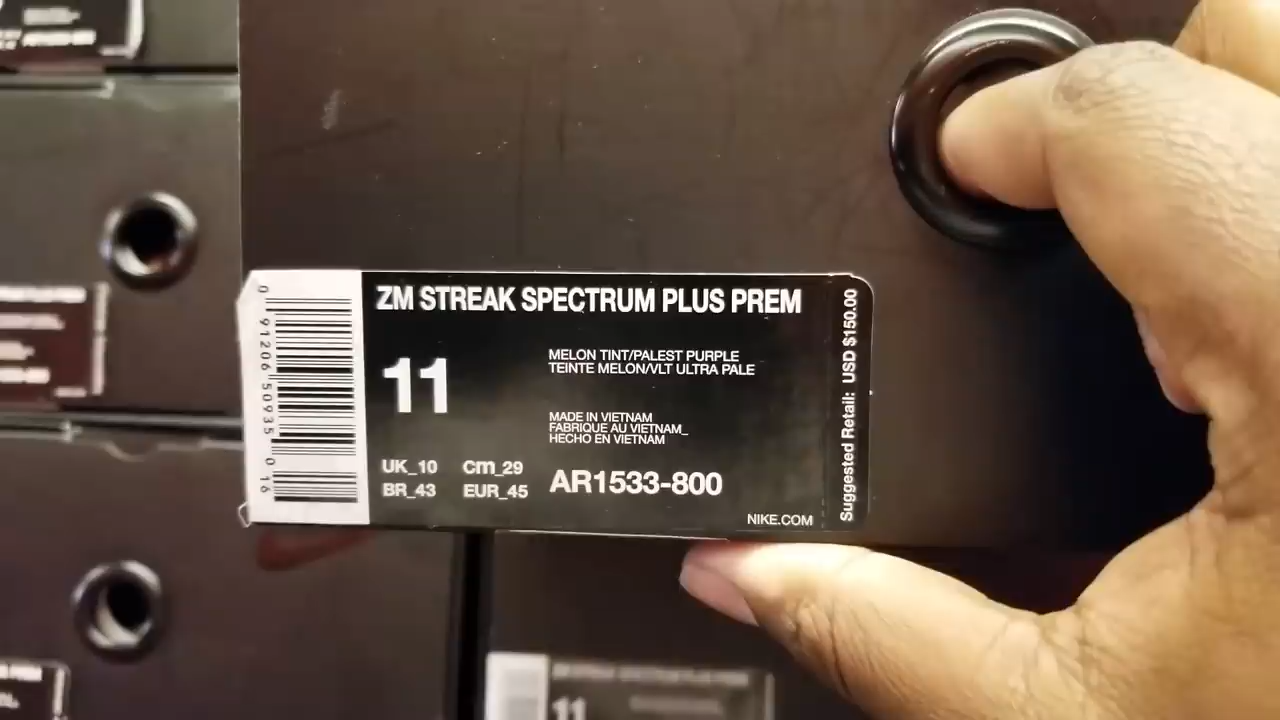 ZM STREAK SPECTRUM PLUS PREM
11
MELON TINT/PALEST PURPLE
TEINTE MELON/VLT ULTRA PALE
MADE IN VIETNAM
FABRIQUE AU VIETNAM_
HECHO EN VIETNAM
UK_10 Cm_29
BR_43 EUR_45
AR1533-800
NIKE.COM
Suggested Retail: USD $150.00
0 91206 50935 0 16
11